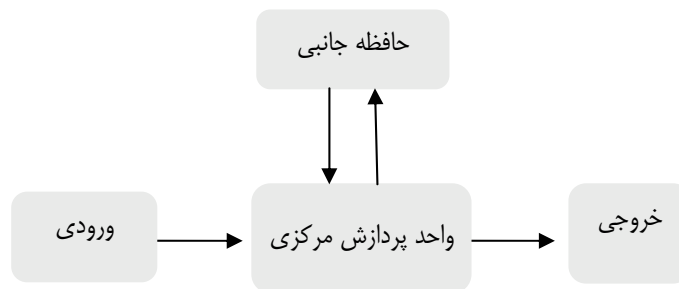 حافظه جانبی
ورودی
واحد پردازش مرکزی
خروجی